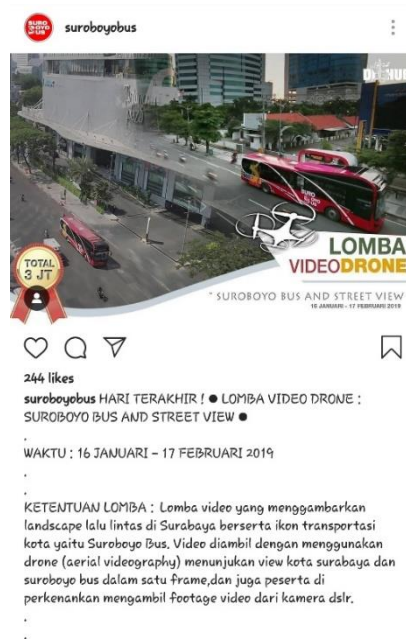 suroboyobus
SURO
BOYO
BUS
LOMBA
VIDEODRONE
TOTAL
3 JT
" SUROBOYO BUS AND STREET VIEW
16 JANUARI - 17 FEBRUARI 2019
244 likes
suroboyobus HARI TERAKHIR ! ● LOMBA VIDEO DRONE :
SUROBOYO BUS AND STREET VIEW ●
.
WAKTU : 16 JANUARI – 17 FEBRUARI 2019
.
.
KETENTUAN LOMBA : Lomba video yang menggambarkan
landscape lalu lintas di Surabaya berserta ikon transportasi
kota yaitu Suroboyo Bus. Video diambil dengan menggunakan
drone (aerial videography) menunjukan view kota surabaya dan
suroboyo bus dalam satu frame,dan juga peserta di
perkenankan mengambil footage video dari kamera dslr.
.
.